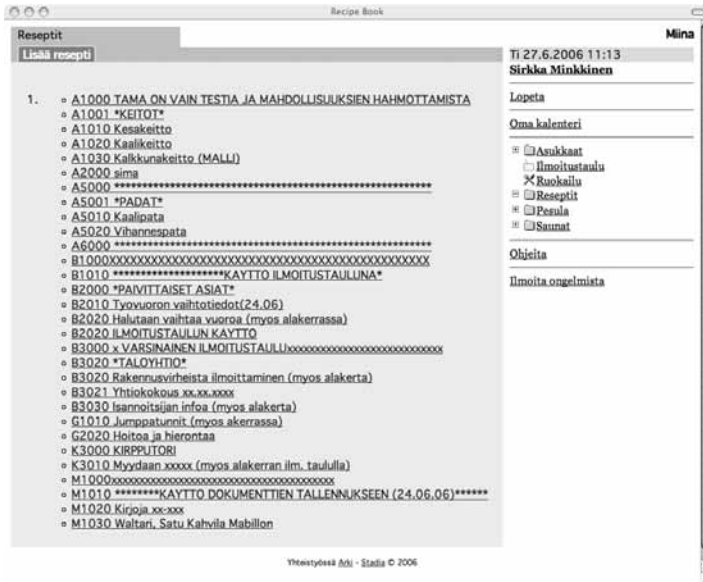 Recipe Book
Reseptit
Miina
Lisää resepti
Ti 27.6.2006 11:13
Sirkka Minkkinen
1.
A1000 TAMA ON VAIN TESTIA JA MAHDOLLISUUKSIEN HAHMOTTAMISTA
A1001 *KEITOT*
A1010 Kesakeitto
A1020 Kaalikeitto
A1030 Kalkkunakeitto (MALLI)
A2000 sima
A5000 *********************************************************
A5001 *PADAT*
A5010 Kaalipata
A5020 Vihannespata
A6000 *********************************************************
B1000XXXXXXXXXXXXXXXXXXXXXXXXXXXXXXXXXXXXXXXXXXXXXX
B1010 ********************KAYTTO ILMOITUSTAULUNA*
B2000 *PAIVITTAISET ASIAT*
B2010 Tyovuoron vaihtotiedot(24.06)
B2020 Halutaan vaihtaa vuoroa (myos alakerrassa)
B2020 ILMOITUSTAULUN KAYTTO
B3000 x VARSINAINEN ILMOITUSTAULUxxxxxxxxxxxxxxxxxxxxxxxxxxxx
B3020 *TALOYHTIO*
B3020 Rakennusvirheista ilmoittaminen (myos alakerta)
B3021 Yhtiokokous xx.xx.xxxx
B3030 Isannoitsijan infoa (myos alakerta)
G1010 Jumppatunnit (myos akerrassa)
G2020 Hoitoa ja hierontaa
K3000 KIRPPUTORI
K3010 Myydaan xxxxx (myos alakerran ilm. taululla)
M1000xxxxxxxxxxxxxxxxxxxxxxxxxxxxxxxxxxxxxxxx
M1010 ********KAYTTO DOKUMENTTIEN TALLENNUKSEEN (24.06.06)******
M1020 Kirjoja xx-xxx
M1030 Waltari, Satu Kahvila Mabillon
Lopeta
Oma kalenteri
Asukkaat
Ilmoitustaulu
Ruokailu
Reseptit
Pesula
Saunat
Ohjeita
Ilmoita ongelmista
Yhteistyössä Arki - Stadia © 2006